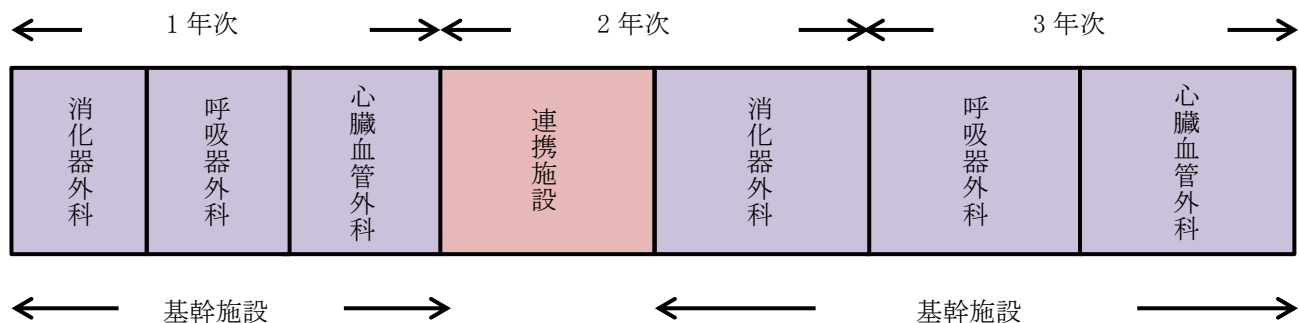 1 年次
2 年次
3 年次
消化器外科
呼吸器外科
心臓血管外科
連携施設
消化器外科
呼吸器外科
心臓血管外科
基幹施設
基幹施設